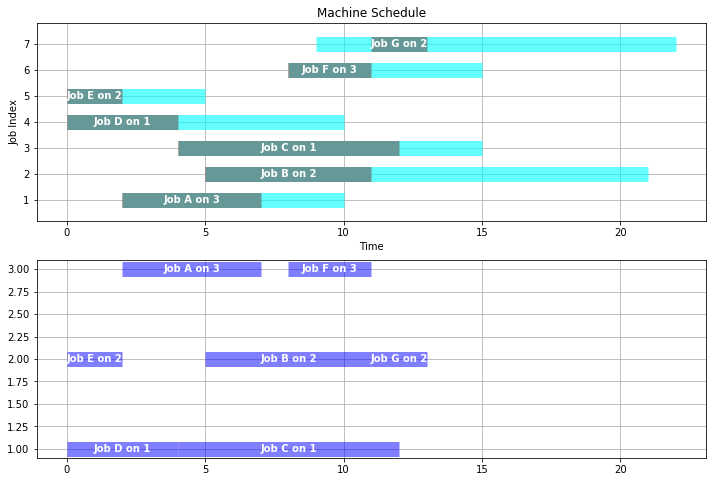 Machine Schedule
Job Index
7
Job G on 2
6
Job F on 3
5
Job E on 2
4
Job D on 1
3
Job C on 1
2
Job B on 2
1
Job A on 3
0 5 10 15 20
Time
3.00
Job A on 3 Job F on 3
2.75
2.50
2.25
2.00
Job E on 2 Job B on 2 Job G on 2
1.75
1.50
1.25
1.00
Job D on 1 Job C on 1
0 5 10 15 20